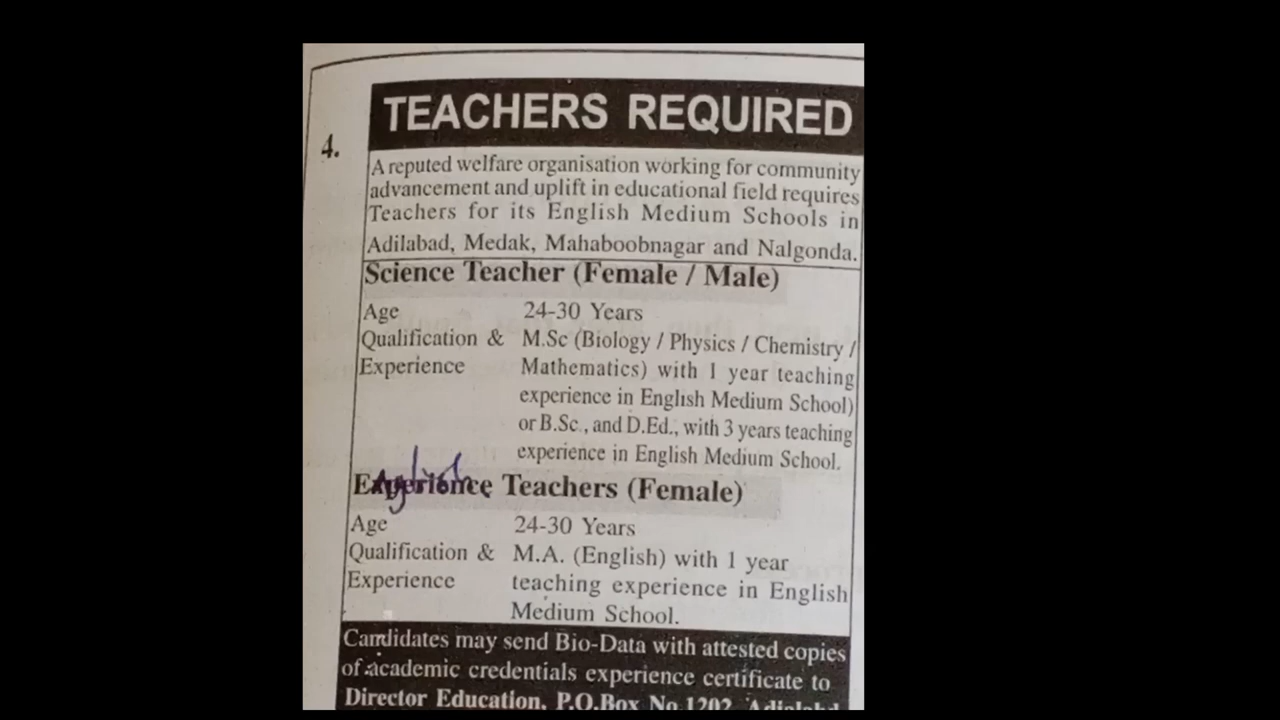 TEACHERS REQUIRED
4.
A reputed welfare organisation working for community
advancement and uplift in educational field requires
Teachers for its English Medium Schools in
Adilabad, Medak, Mahaboobnagar and Nalgonda.
Science Teacher (Female / Male)
Age 24-30 Years
Qualification & M.Sc (Biology / Physics / Chemistry /
Experience Mathematics) with 1 year teaching
experience in English Medium School)
or B.Sc., and D.Ed., with 3 years teaching
experience in English Medium School.
Experience Teachers (Female)
Age 24-30 Years
Qualification & M.A. (English) with 1 year
Experience teaching experience in English
Medium School.
Candidates may send Bio-Data with attested copies
of academic credentials experience certificate to
Director Education, P.O.Box No.1202,